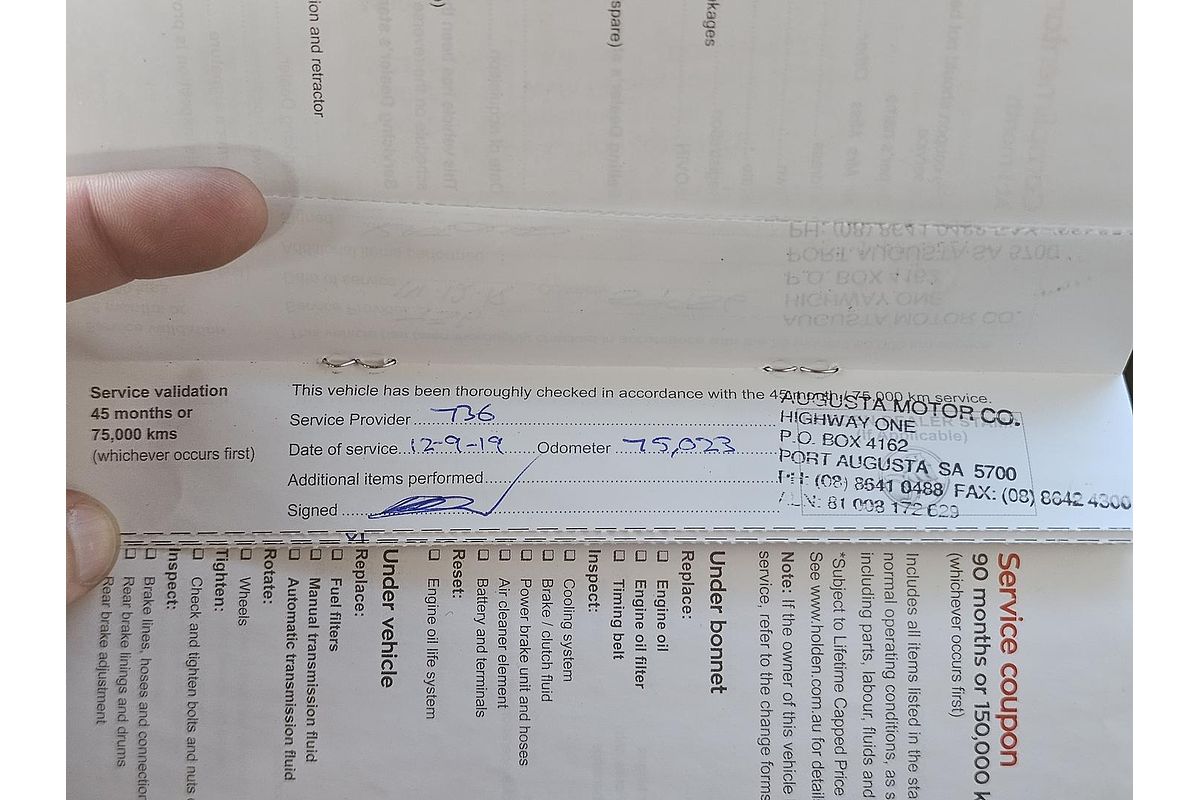 ion and retractor
spare)
kages
Service validation
45 months or
75,000 kms
(whichever occurs first)
This vehicle has been thoroughly checked in accordance with the 45 month / 75,000 km service.
Service Provider
Date of service 12-9-19 Odometer 75,023
Additional items performed
Signed
AUGUSTA MOTOR CO.
HIGHWAY ONE
P.O. BOX 4162
PORT AUGUSTA SA 5700
PH: (08) 8641 0488 FAX: (08) 8642 4300
Service coupon
90 months or 150,000 k
(whichever occurs first)
Includes all items listed in the sta
normal operating conditions, as s
including parts, labour, fluids and
*Subject to Lifetime Capped Price
See www.holden.com.au for detail
Note: If the owner of this vehicle
service, refer to the change forms
Under bonnet
Replace:
Engine oil
Engine oil filter
Timing belt
Inspect:
Cooling system
Brake / clutch fluid
Power brake unit and hoses
Air cleaner element
Battery and terminals
Reset:
Engine oil life system
Under vehicle
Replace:
Fuel filters
Manual transmission fluid
Automatic transmission fluid
Rotate:
Wheels
Tighten:
Check and tighten bolts and nuts
Inspect:
Brake lines, hoses and connection
Rear brake linings and drums
Rear brake adjustment